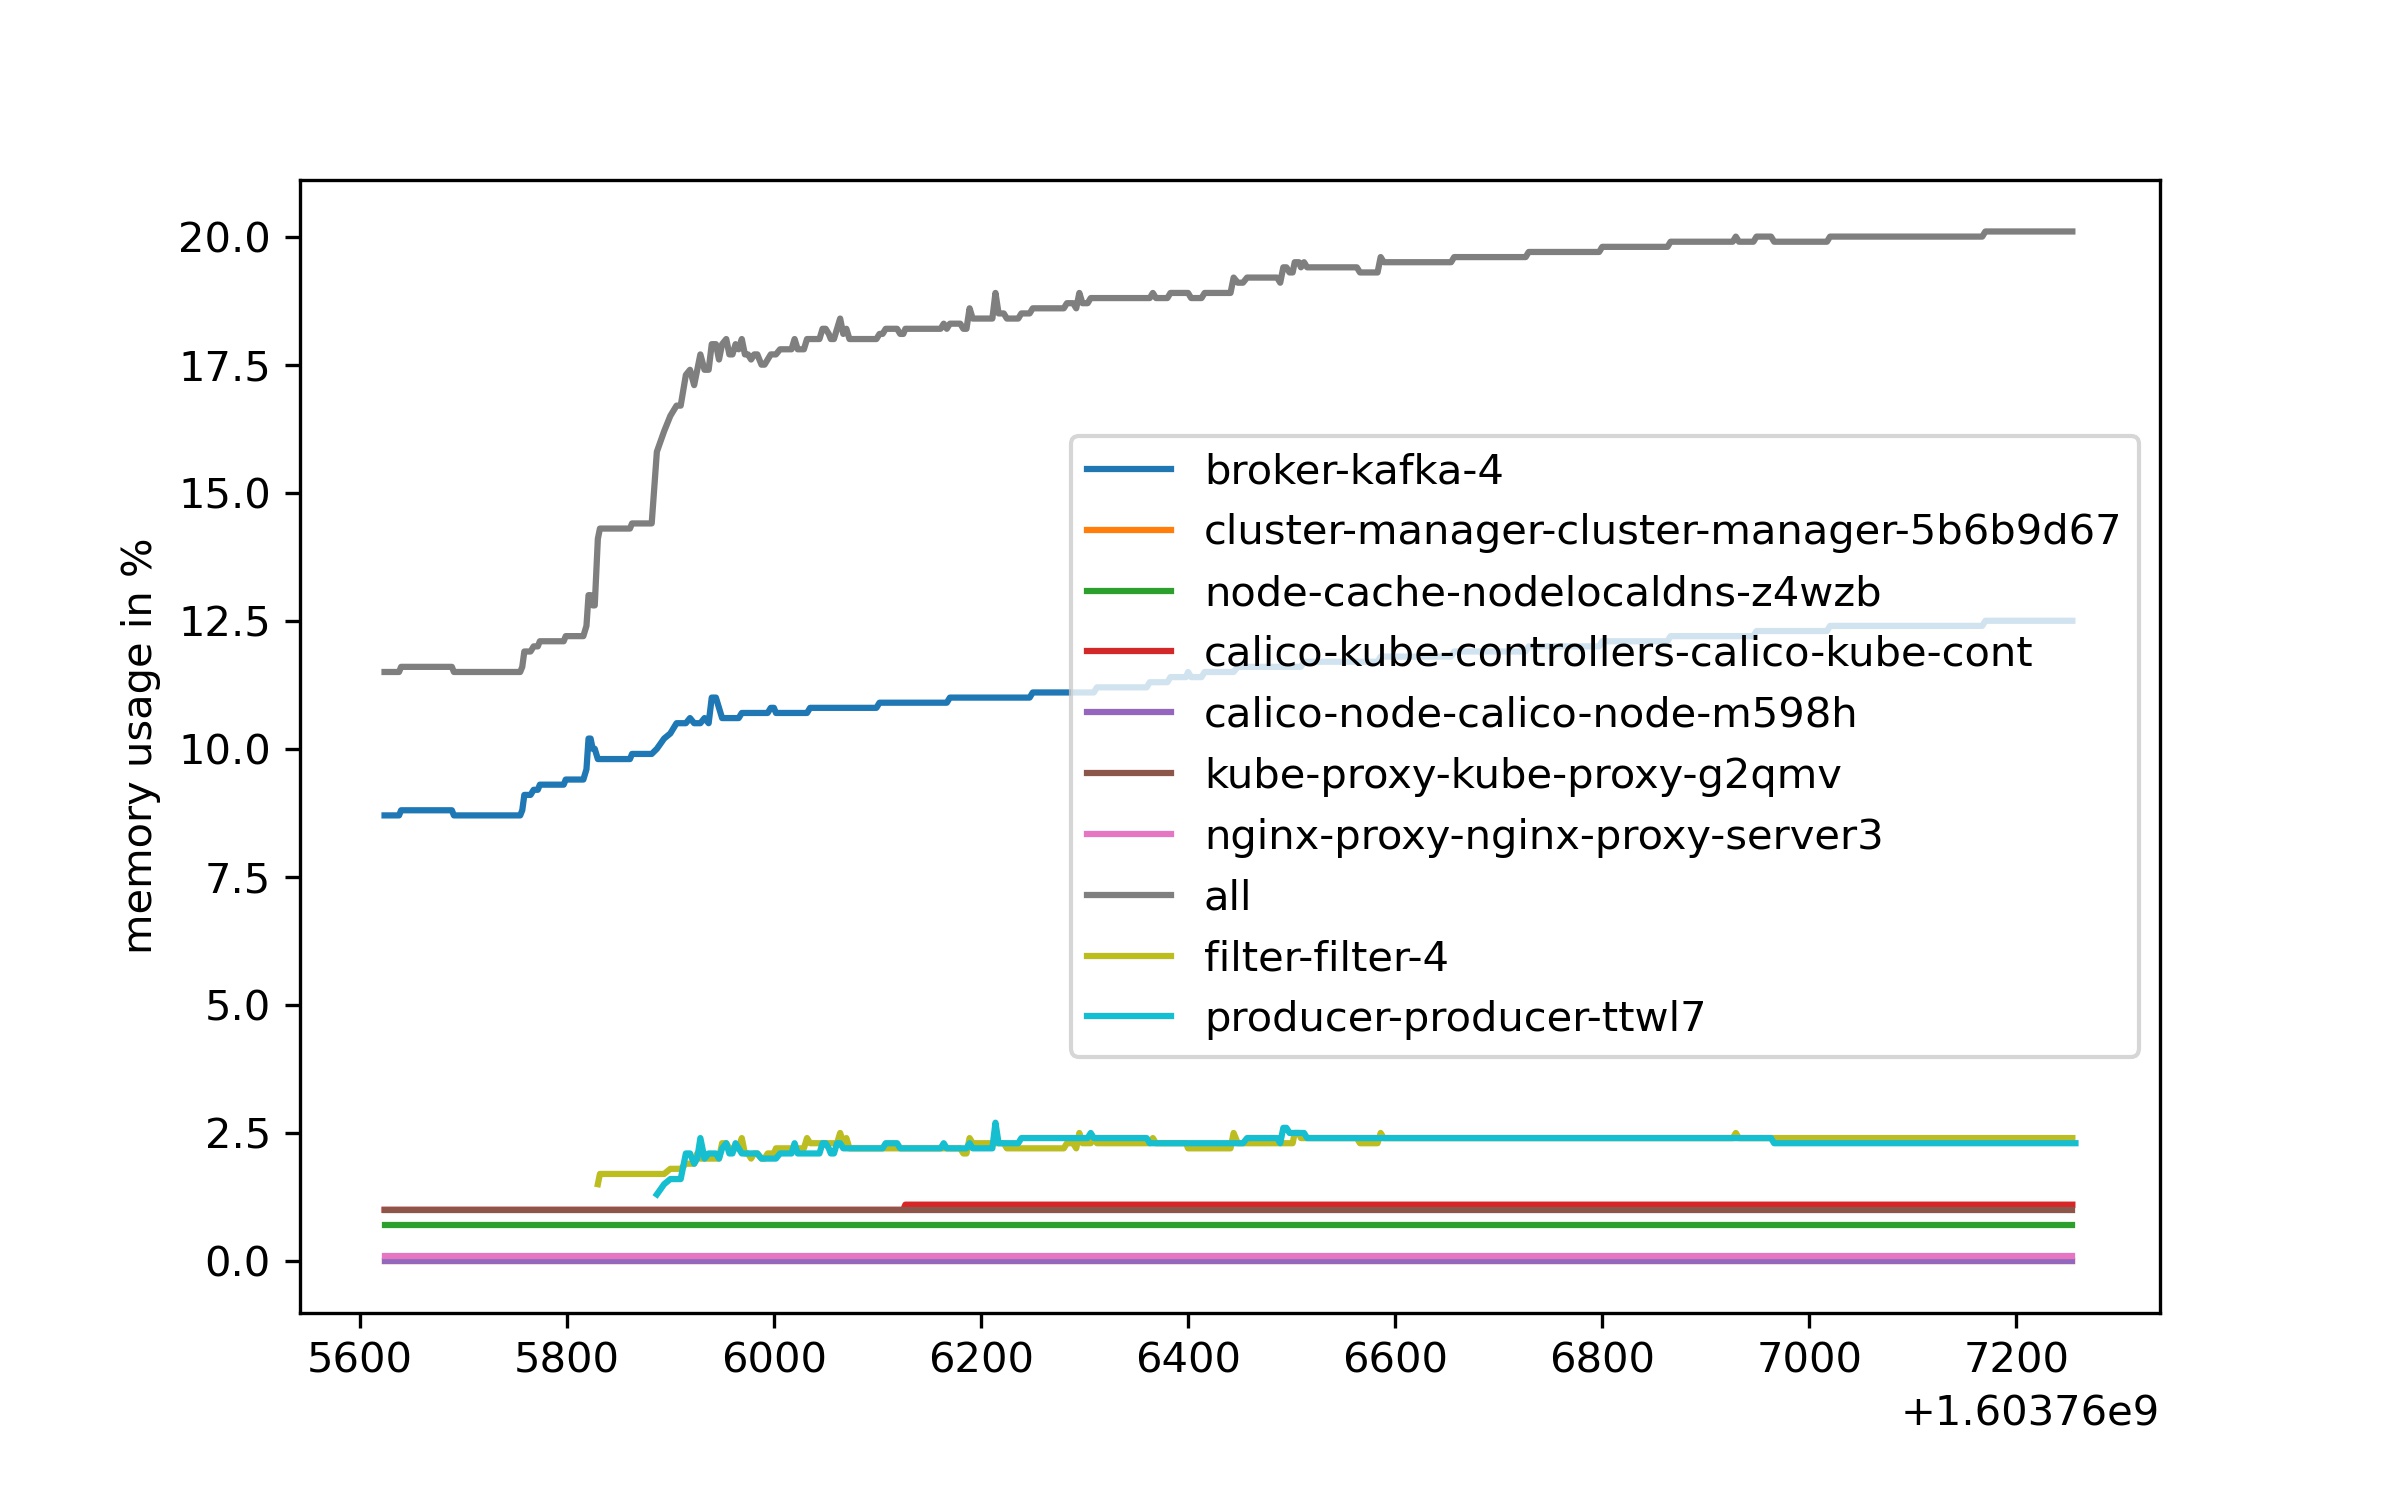 memory usage in %
20.0
17.5
15.0
12.5
10.0
7.5
5.0
2.5
0.0
broker-kafka-4
cluster-manager-cluster-manager-5b6b9d67
node-cache-nodelocaldns-z4wzb
calico-kube-controllers-calico-kube-cont
calico-node-calico-node-m598h
kube-proxy-kube-proxy-g2qmv
nginx-proxy-nginx-proxy-server3
all
filter-filter-4
producer-producer-ttwl7
5600 5800 6000 6200 6400 6600 6800 7000 7200
+1.60376e9